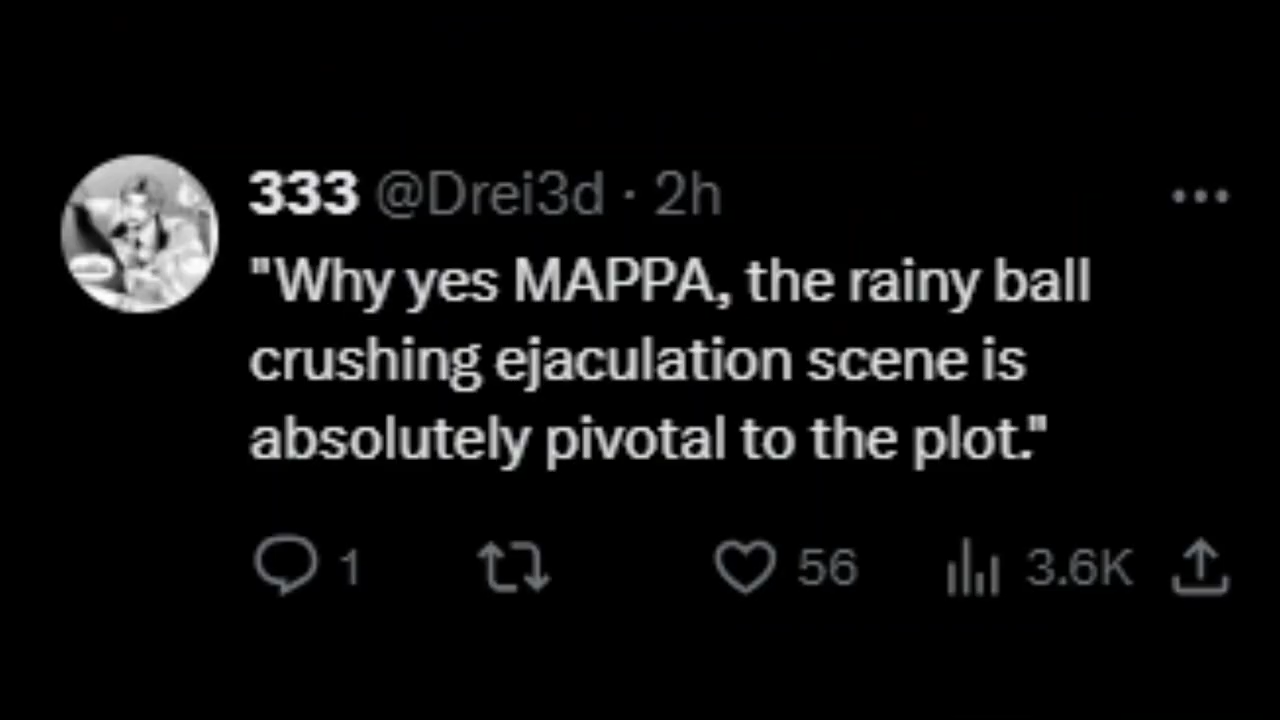 333 @Drei3d · 2h
"Why yes MAPPA, the rainy ball
crushing ejaculation scene is
absolutely pivotal to the plot."
1 56 3.6K